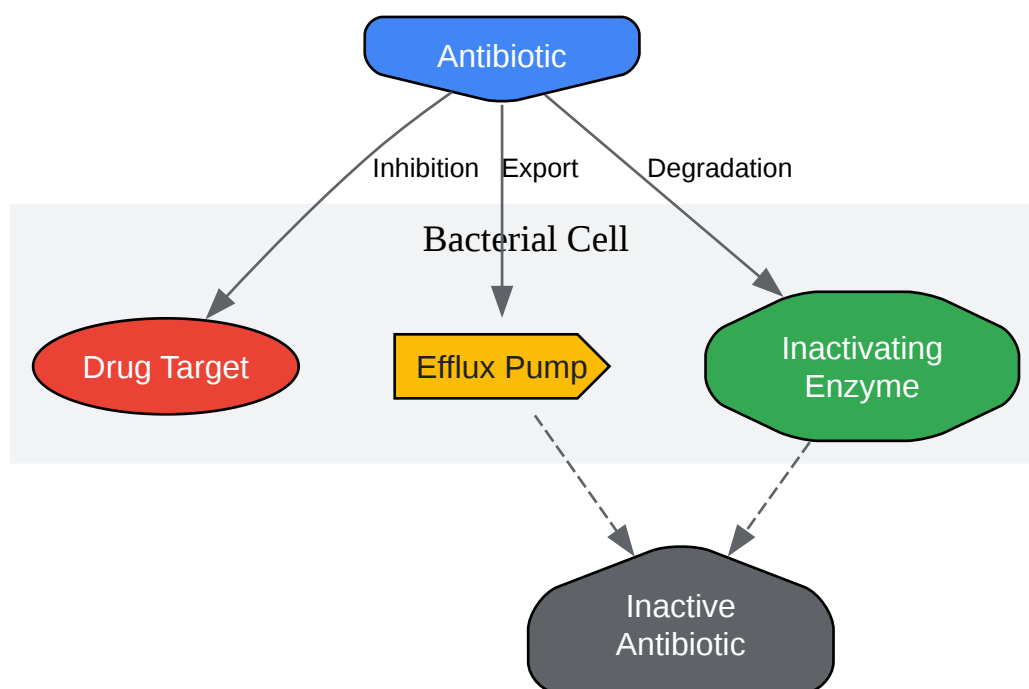 Antibiotic
Inhibition
Export
Degradation
Bacterial Cell
Drug Target
Efflux Pump
Inactivating
Enzyme
Inactive
Antibiotic